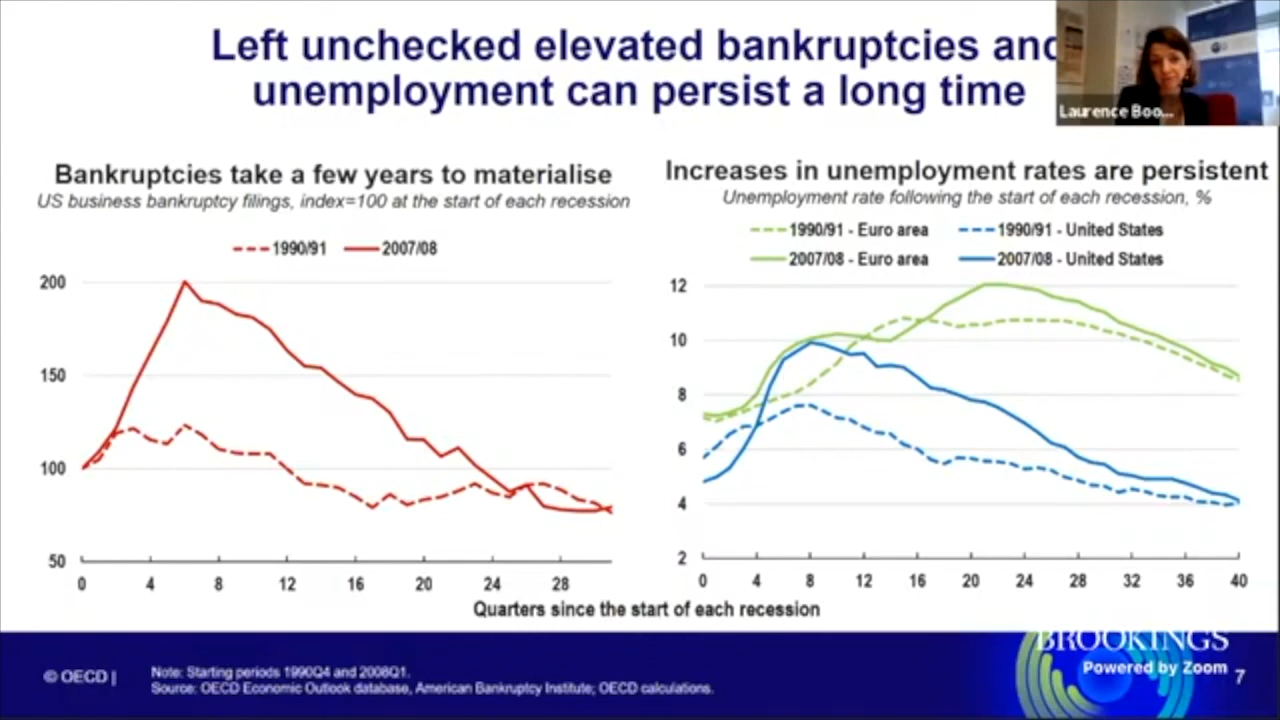 Left unchecked elevated bankruptcies and
unemployment can persist a long time
Laurence Boo...
Bankruptcies take a few years to materialise
US business bankruptcy filings, index=100 at the start of each recession
1990/91 2007/08
200
150
100
50
0 4 8 12 16 20 24 28
Increases in unemployment rates are persistent
Unemployment rate following the start of each recession, %
1990/91 - Euro area 1990/91 - United States
2007/08 - Euro area 2007/08 - United States
12
10
8
6
4
2
0 4 8 12 16 20 24 28 32 36 40
Quarters since the start of each recession
© OECD |
Note: Starting periods 1990Q4 and 2008Q1.
Source: OECD Economic Outlook database, American Bankruptcy Institute; OECD calculations.
BROOKINGS
Powered by Zoom
7